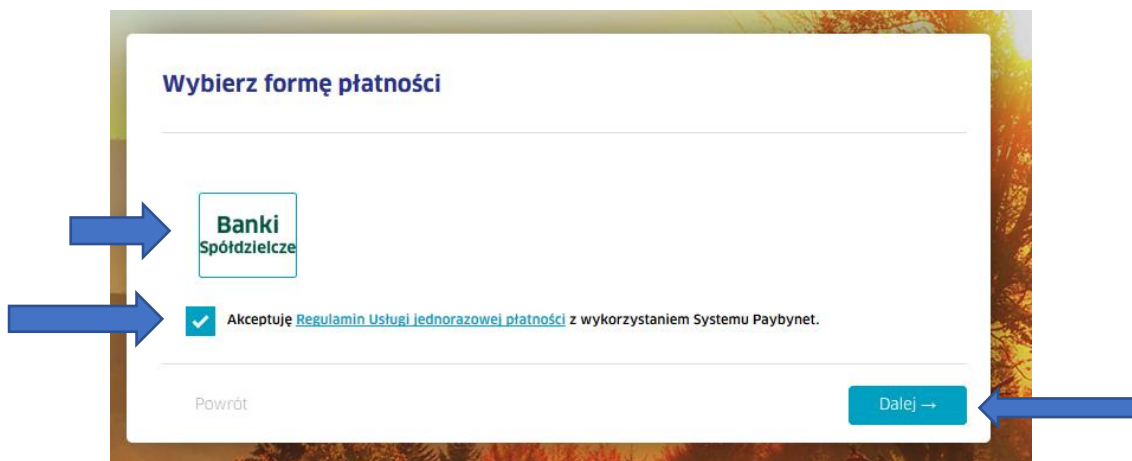 Wybierz formę płatności
Banki
Spółdzielcze
Akceptuję Regulamin Usługi jednorazowej płatności z wykorzystaniem Systemu Paybynet.
Powrót
Dalej →